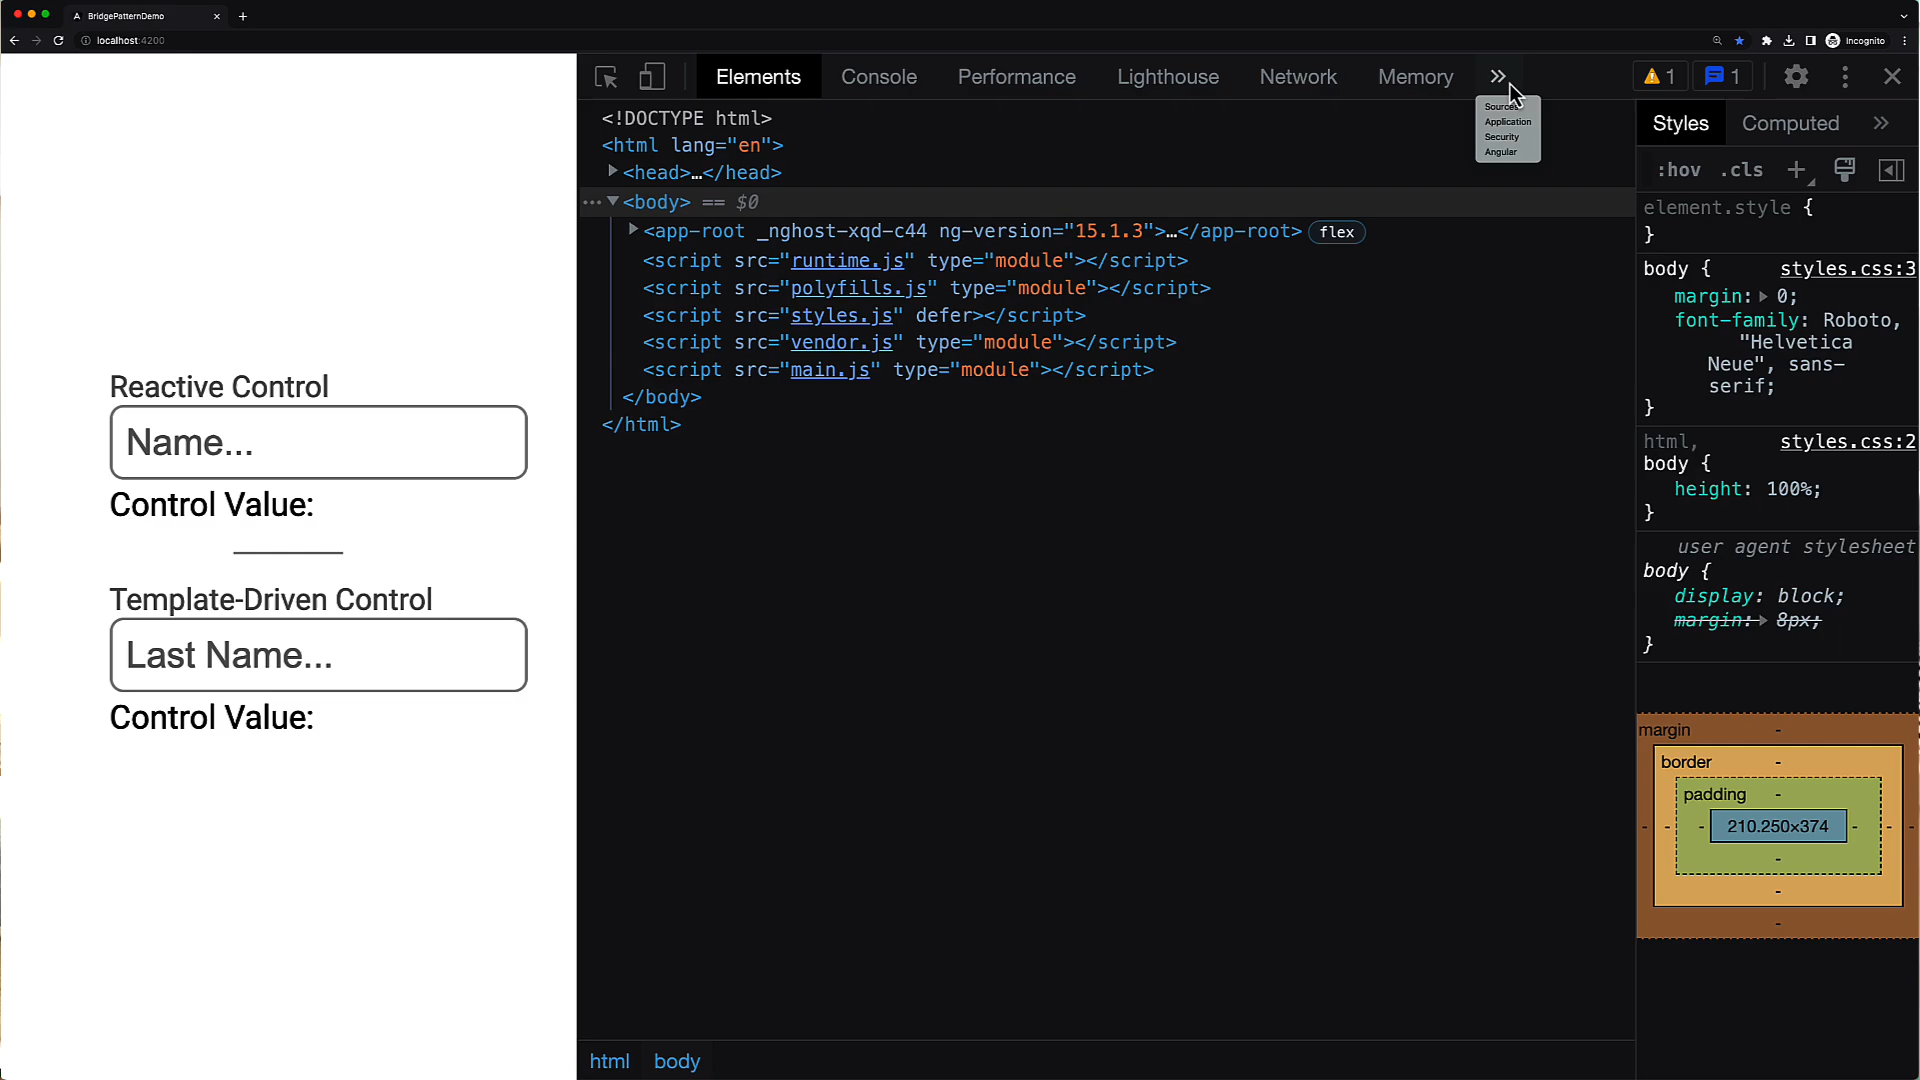 BridgePatternDemo
localhost:4200
Incognito
Elements Console Performance Lighthouse Network Memory
1 1
Sources
Application
Security
Angular
Reactive Control
Name...
Control Value:
Template-Driven Control
Last Name...
Control Value:
<!DOCTYPE html>
<html lang="en">
<head>…</head>
<body> == $0
<app-root _nghost-xqd-c44 ng-version="15.1.3">…</app-root> flex
<script src="runtime.js" type="module"></script>
<script src="polyfills.js" type="module"></script>
<script src="styles.js" defer></script>
<script src="vendor.js" type="module"></script>
<script src="main.js" type="module"></script>
</body>
</html>
html body
Styles Computed
:hov .cls
element.style {
}
body { styles.css:3
margin: 0;
font-family: Roboto,
"Helvetica
Neue", sans-
serif;
}
html, styles.css:2
body {
height: 100%;
}
user agent stylesheet
body {
display: block;
margin: 8px;
}
margin -
border -
padding -
- - - 210.250×374 - - -
-
-
-